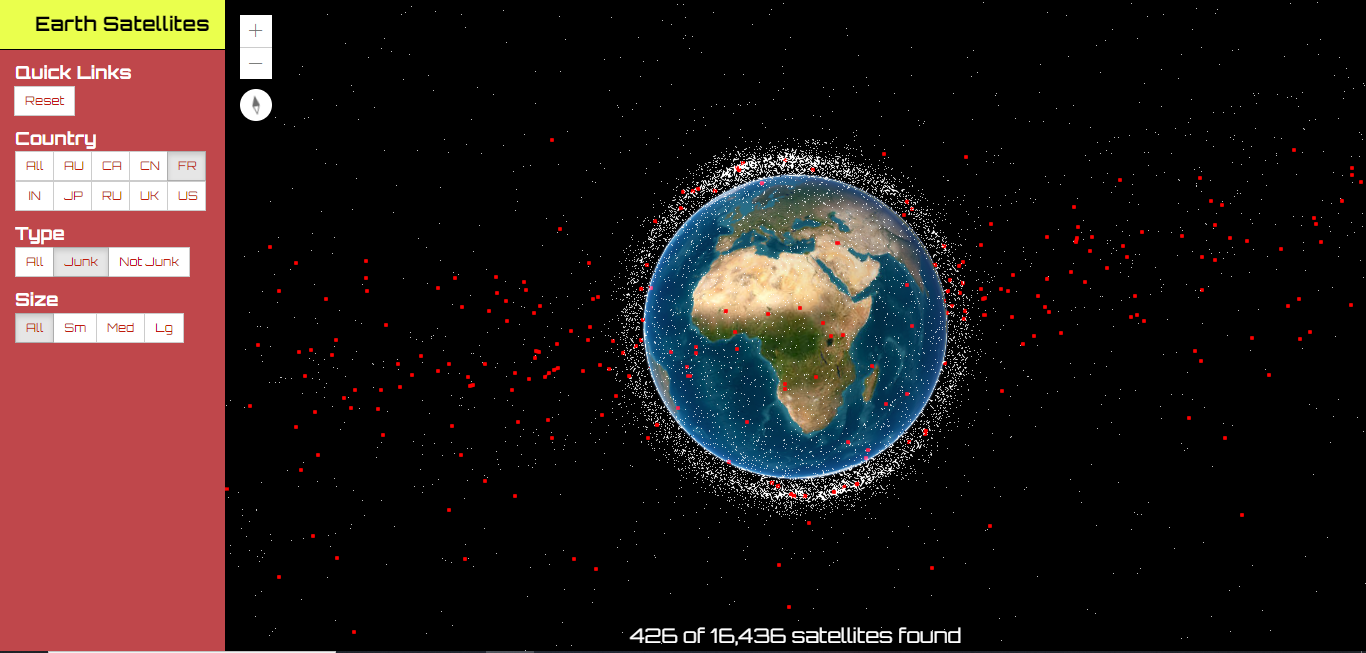 Earth Satellites
Quick Links
Reset
Country
All AU CA CN FR
IN JP RU UK US
Type
All Junk Not Junk
Size
All Sm Med Lg
+
−
426 of 16,436 satellites found